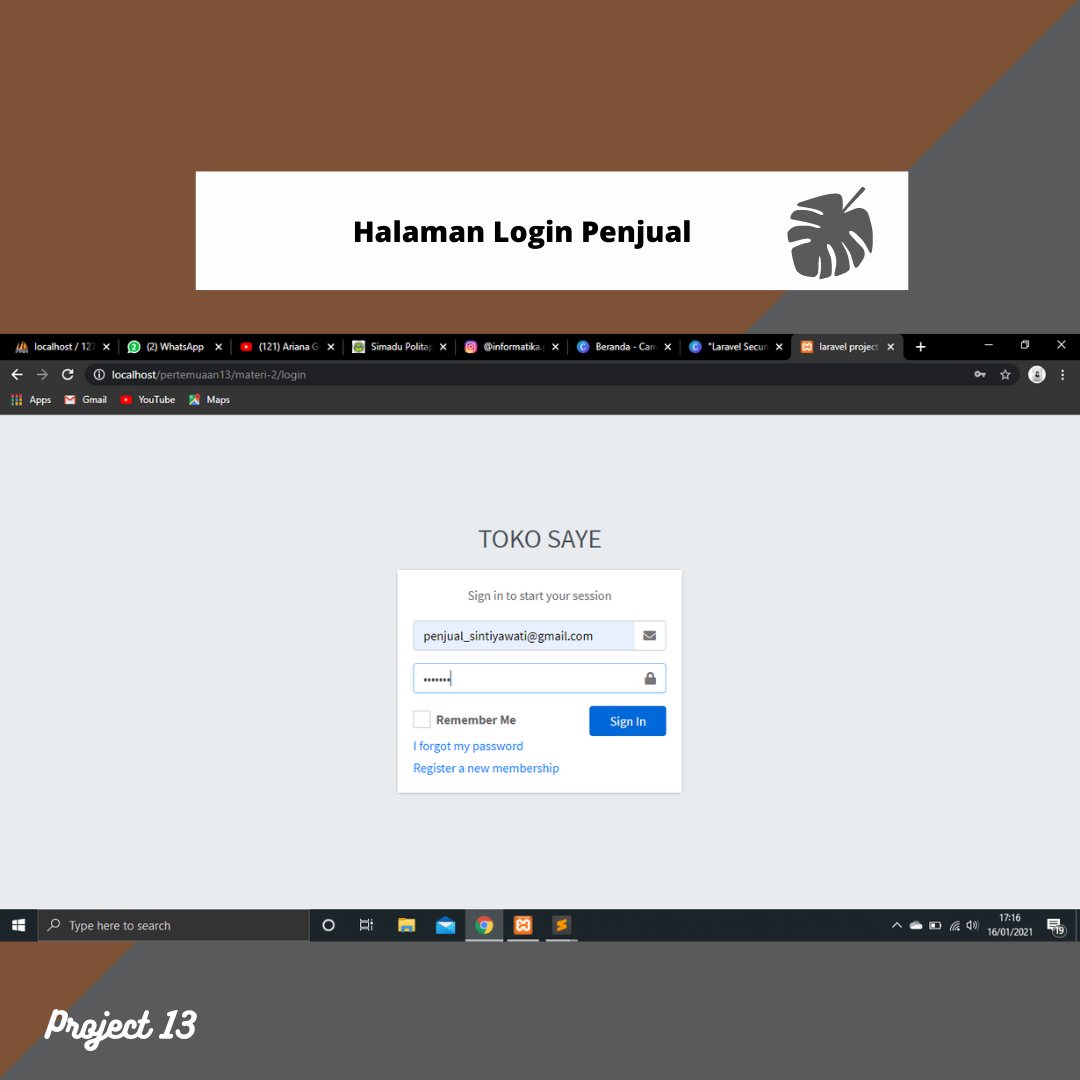 Halaman Login Penjual
localhost / 127
(2) WhatsApp
(121) Ariana G
Simadu Polita
@informatika.
Beranda - Can
"Laravel Secur
laravel project
localhost/pertemuaan13/materi-2/login
Apps
Gmail
YouTube
Maps
TOKO SAYE
Sign in to start your session
penjual_sintiyawati@gmail.com
•••••••
Remember Me
Sign In
I forgot my password
Register a new membership
Type here to search
17:16
16/01/2021
19
Project 13